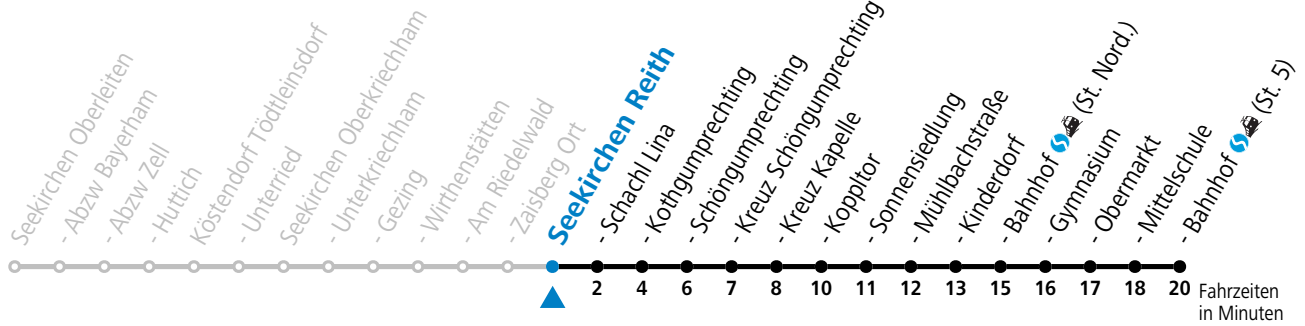 Seekirchen Oberleiten
- Abzw Bayerham
- Abzw Zell
- Huttich
Köstendorf Tödtleinsdorf
- Unterried
Seekirchen Oberkriechham
- Unterkriechham
- Gezing
- Wirthenstätten
- Am Riedelwald
- Zaisberg Ort
Seekirchen Reith
- Schachl Lina
- Kothgumprechting
- Schöngumprechting
- Kreuz Schöngumprechting
- Kreuz Kapelle
- Koppltor
- Sonnensiedlung
- Mühlbachstraße
- Kinderdorf
- Bahnhof (St. Nord.)
- Gymnasium
- Obermarkt
- Mittelschule
- Bahnhof (St. 5)
2 4 6 7 8 10 11 12 13 15 16 17 18 20 Fahrzeiten
in Minuten